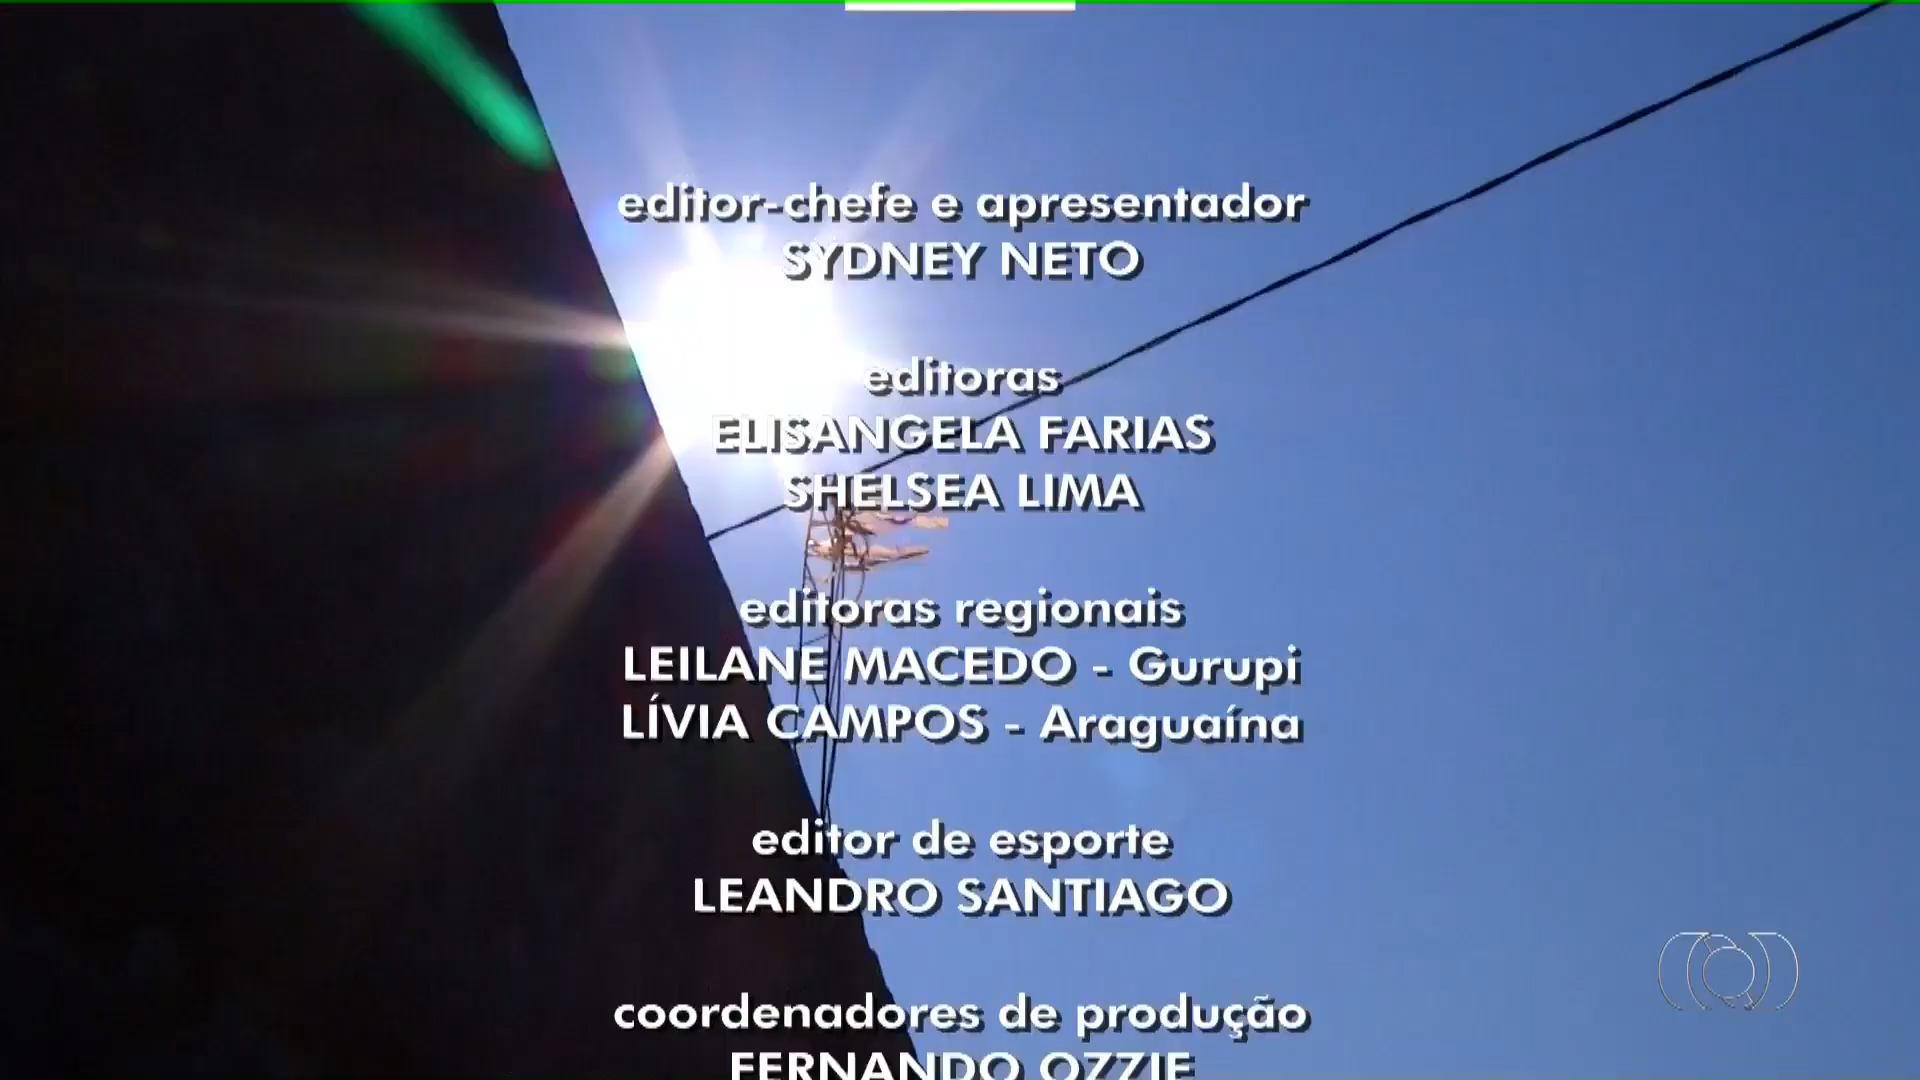 editor-chefe e apresentador
SYDNEY NETO
editoras
ELISANGELA FARIAS
SHELSEA LIMA
editoras regionais
LEILANE MACEDO - Gurupi
LÍVIA CAMPOS - Araguaína
editor de esporte
LEANDRO SANTIAGO
coordenadores de produção
FERNANDO OZZIE